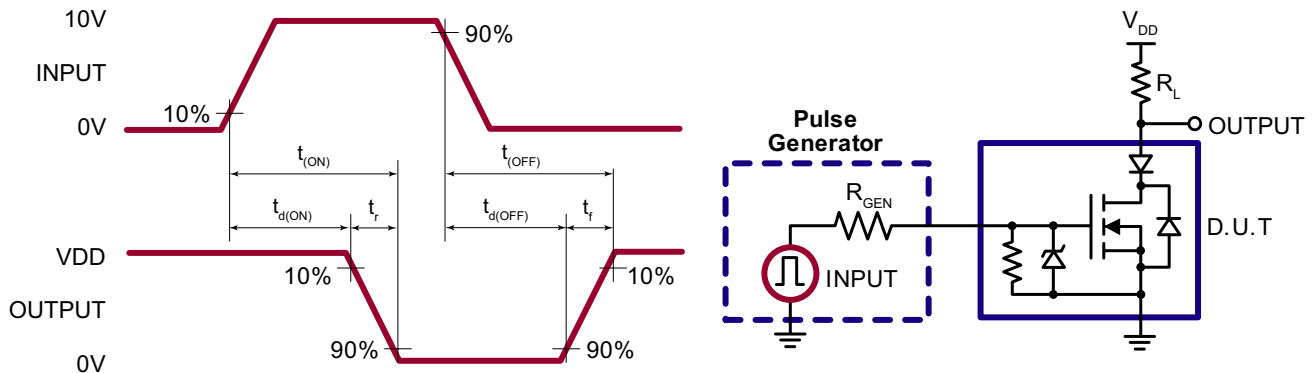 10V
90%
INPUT
10%
0V
t(ON)
t(OFF)
td(ON)
tr
td(OFF)
tf
VDD
10%
10%
OUTPUT
90%
90%
0V
VDD
RL
OUTPUT
Pulse
Generator
RGEN
D.U.T
INPUT